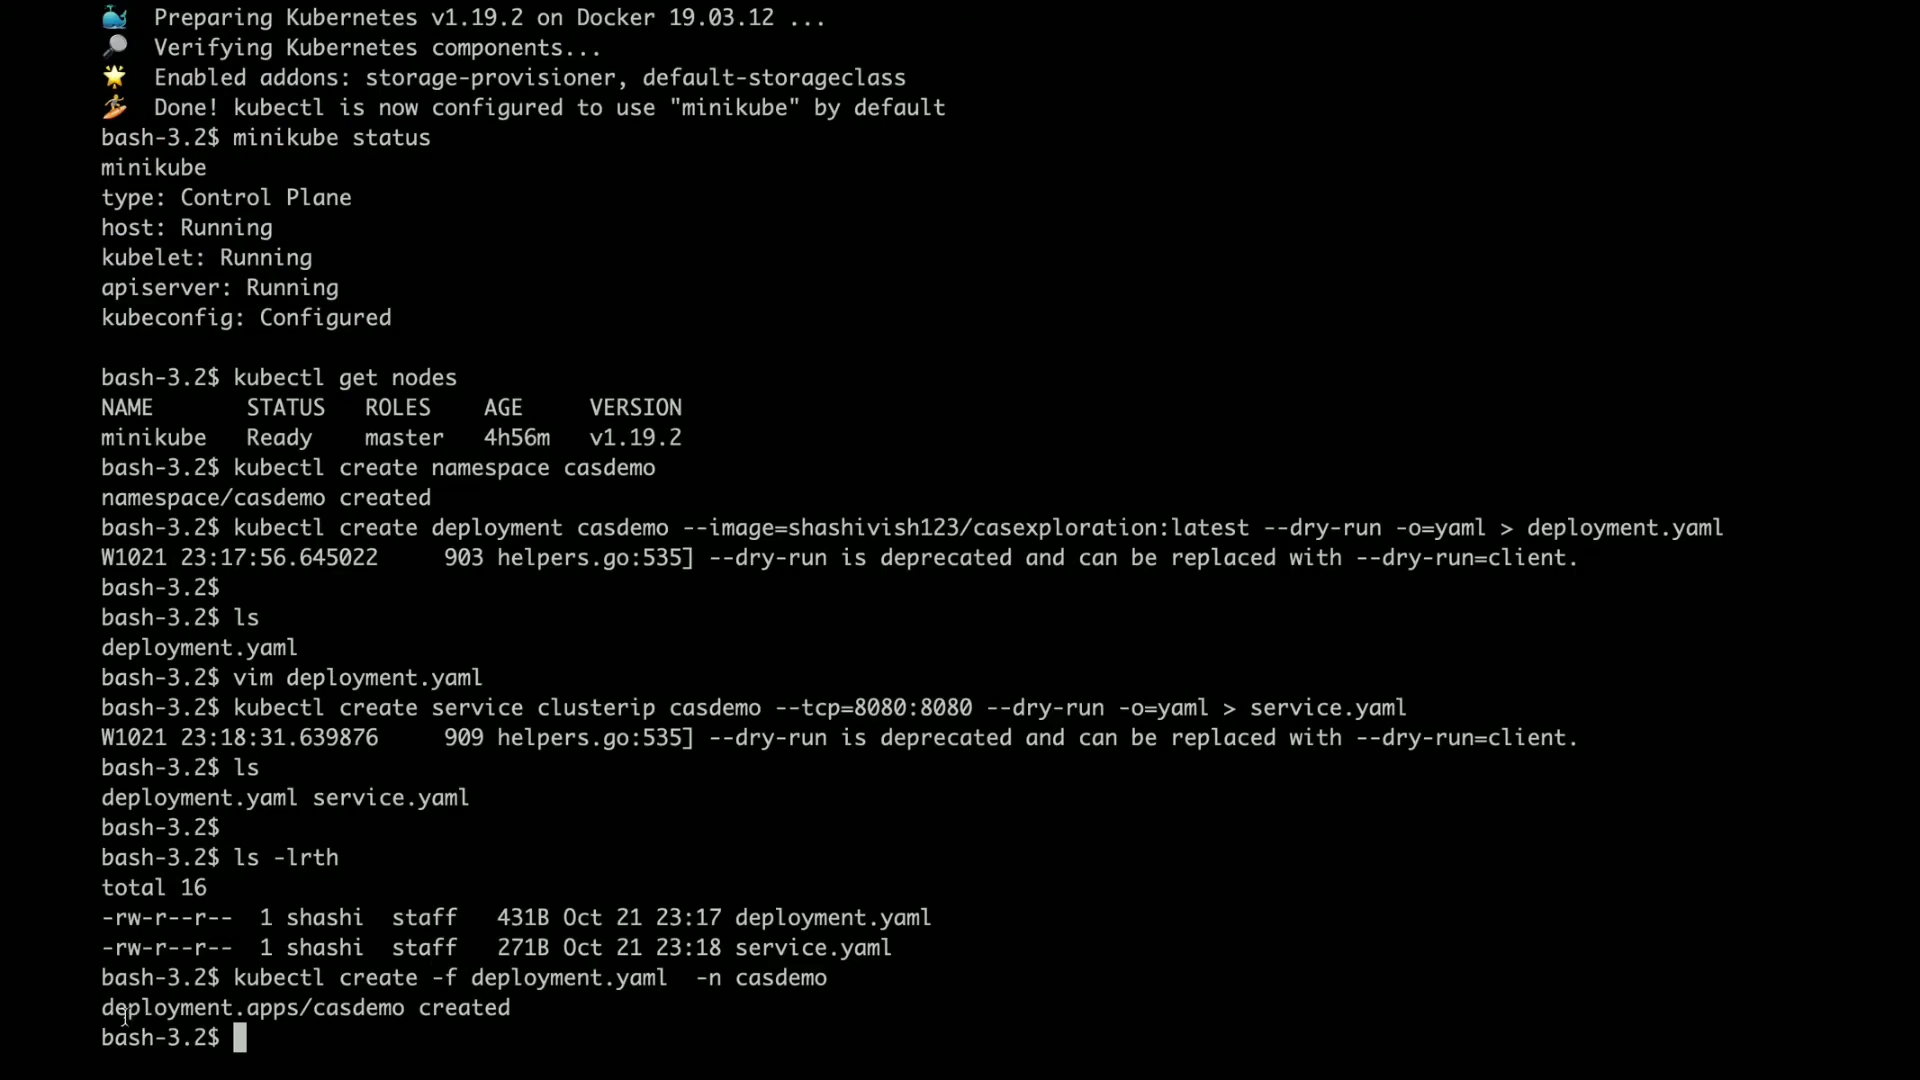 Preparing Kubernetes v1.19.2 on Docker 19.03.12 ...
Verifying Kubernetes components...
Enabled addons: storage-provisioner, default-storageclass
Done! kubectl is now configured to use "minikube" by default
bash-3.2$ minikube status
minikube
type: Control Plane
host: Running
kubelet: Running
apiserver: Running
kubeconfig: Configured
bash-3.2$ kubectl get nodes
NAME       STATUS   ROLES    AGE     VERSION
minikube   Ready    master   4h56m   v1.19.2
bash-3.2$ kubectl create namespace casdemo
namespace/casdemo created
bash-3.2$ kubectl create deployment casdemo --image=shashivish123/casexploration:latest --dry-run -o=yaml > deployment.yaml
W1021 23:17:56.645022     903 helpers.go:535] --dry-run is deprecated and can be replaced with --dry-run=client.
bash-3.2$
bash-3.2$ ls
deployment.yaml
bash-3.2$ vim deployment.yaml
bash-3.2$ kubectl create service clusterip casdemo --tcp=8080:8080 --dry-run -o=yaml > service.yaml
W1021 23:18:31.639876     909 helpers.go:535] --dry-run is deprecated and can be replaced with --dry-run=client.
bash-3.2$ ls
deployment.yaml service.yaml
bash-3.2$
bash-3.2$ ls -lrth
total 16
-rw-r--r--  1 shashi  staff   431B Oct 21 23:17 deployment.yaml
-rw-r--r--  1 shashi  staff   271B Oct 21 23:18 service.yaml
bash-3.2$ kubectl create -f deployment.yaml  -n casdemo
deployment.apps/casdemo created
bash-3.2$